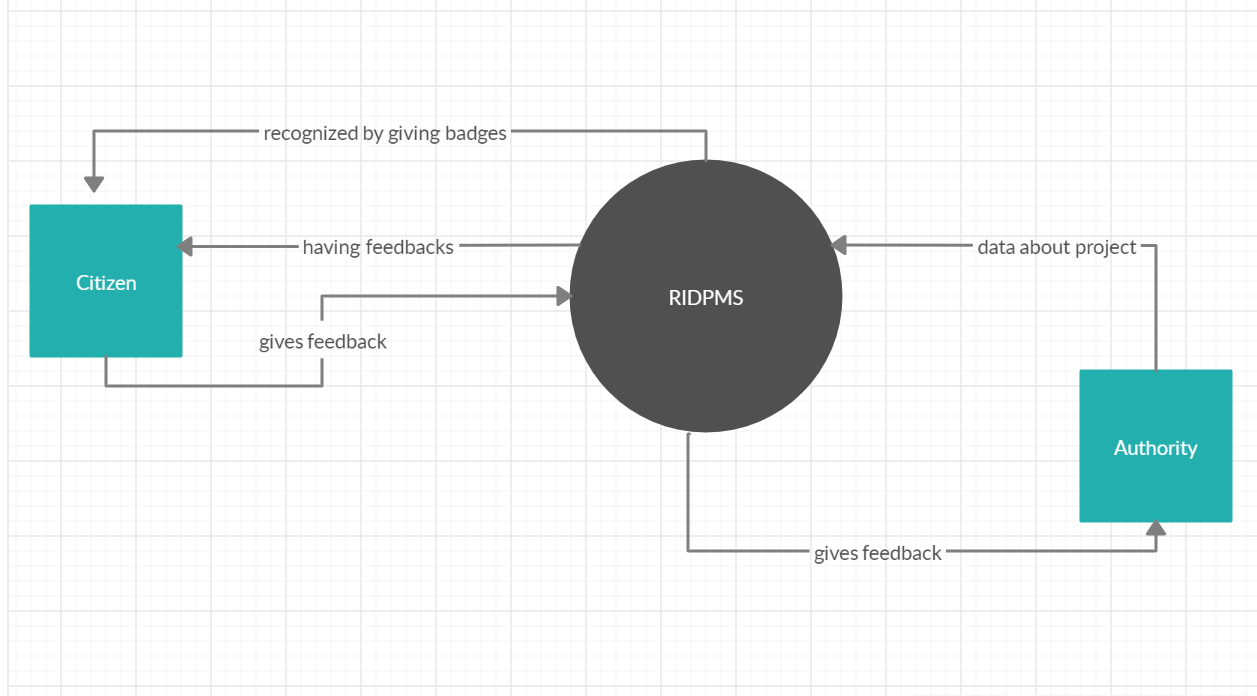 recognized by giving badges
having feedbacks
data about project
Citizen
RIDPMS
gives feedback
Authority
gives feedback